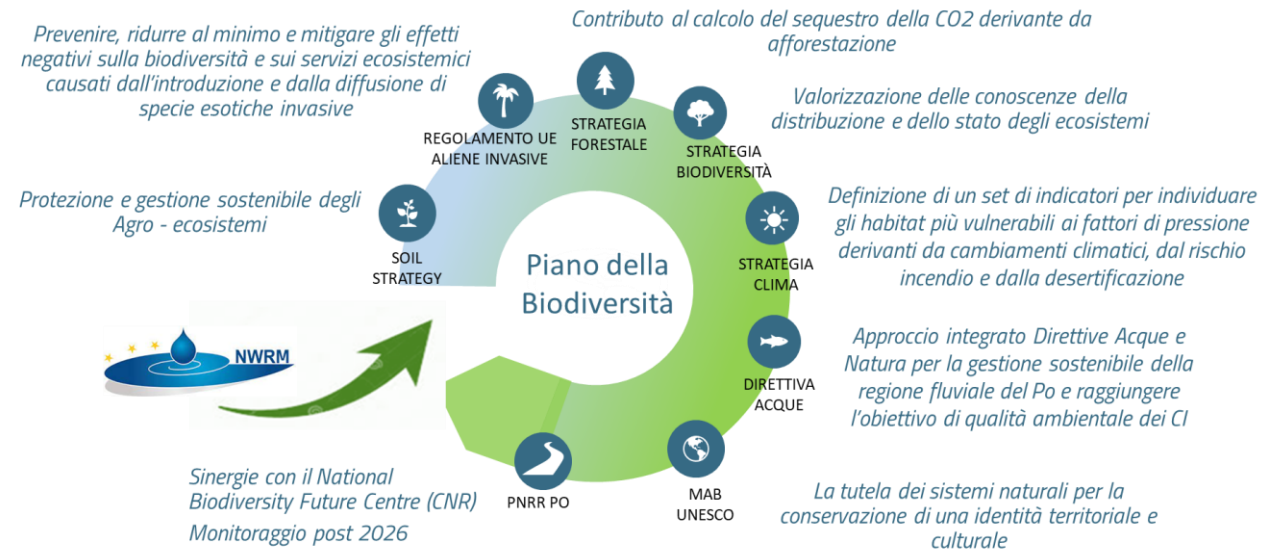 Contributo al calcolo del sequestro della CO2 derivante da
afforestazione
Prevenire, ridurre al minimo e mitigare gli effetti
negativi sulla biodiversità e sui servizi ecosistemici
causati dall'introduzione e dalla diffusione di
specie esotiche invasive
REGOLAMENTO UE
ALIENE INVASIVE
STRATEGIA
FORESTALE
STRATEGIA
BIODIVERSITÀ
Valorizzazione delle conoscenze della
distribuzione e dello stato degli ecosistemi
Protezione e gestione sostenibile degli
Agro - ecosistemi
SOIL
STRATEGY
Piano della
Biodiversità
STRATEGIA
CLIMA
Definizione di un set di indicatori per individuare
gli habitat più vulnerabili ai fattori di pressione
derivanti da cambiamenti climatici, dal rischio
incendio e dalla desertificazione
NWRM
DIRETTIVA
ACQUE
Approccio integrato Direttive Acque e
Natura per la gestione sostenibile della
regione fluviale del Po e raggiungere
l'obiettivo di qualità ambientale dei CI
Sinergie con il National
Biodiversity Future Centre (CNR)
Monitoraggio post 2026
PNRR PO
MAB
UNESCO
La tutela dei sistemi naturali per la
conservazione di una identità territoriale e
culturale